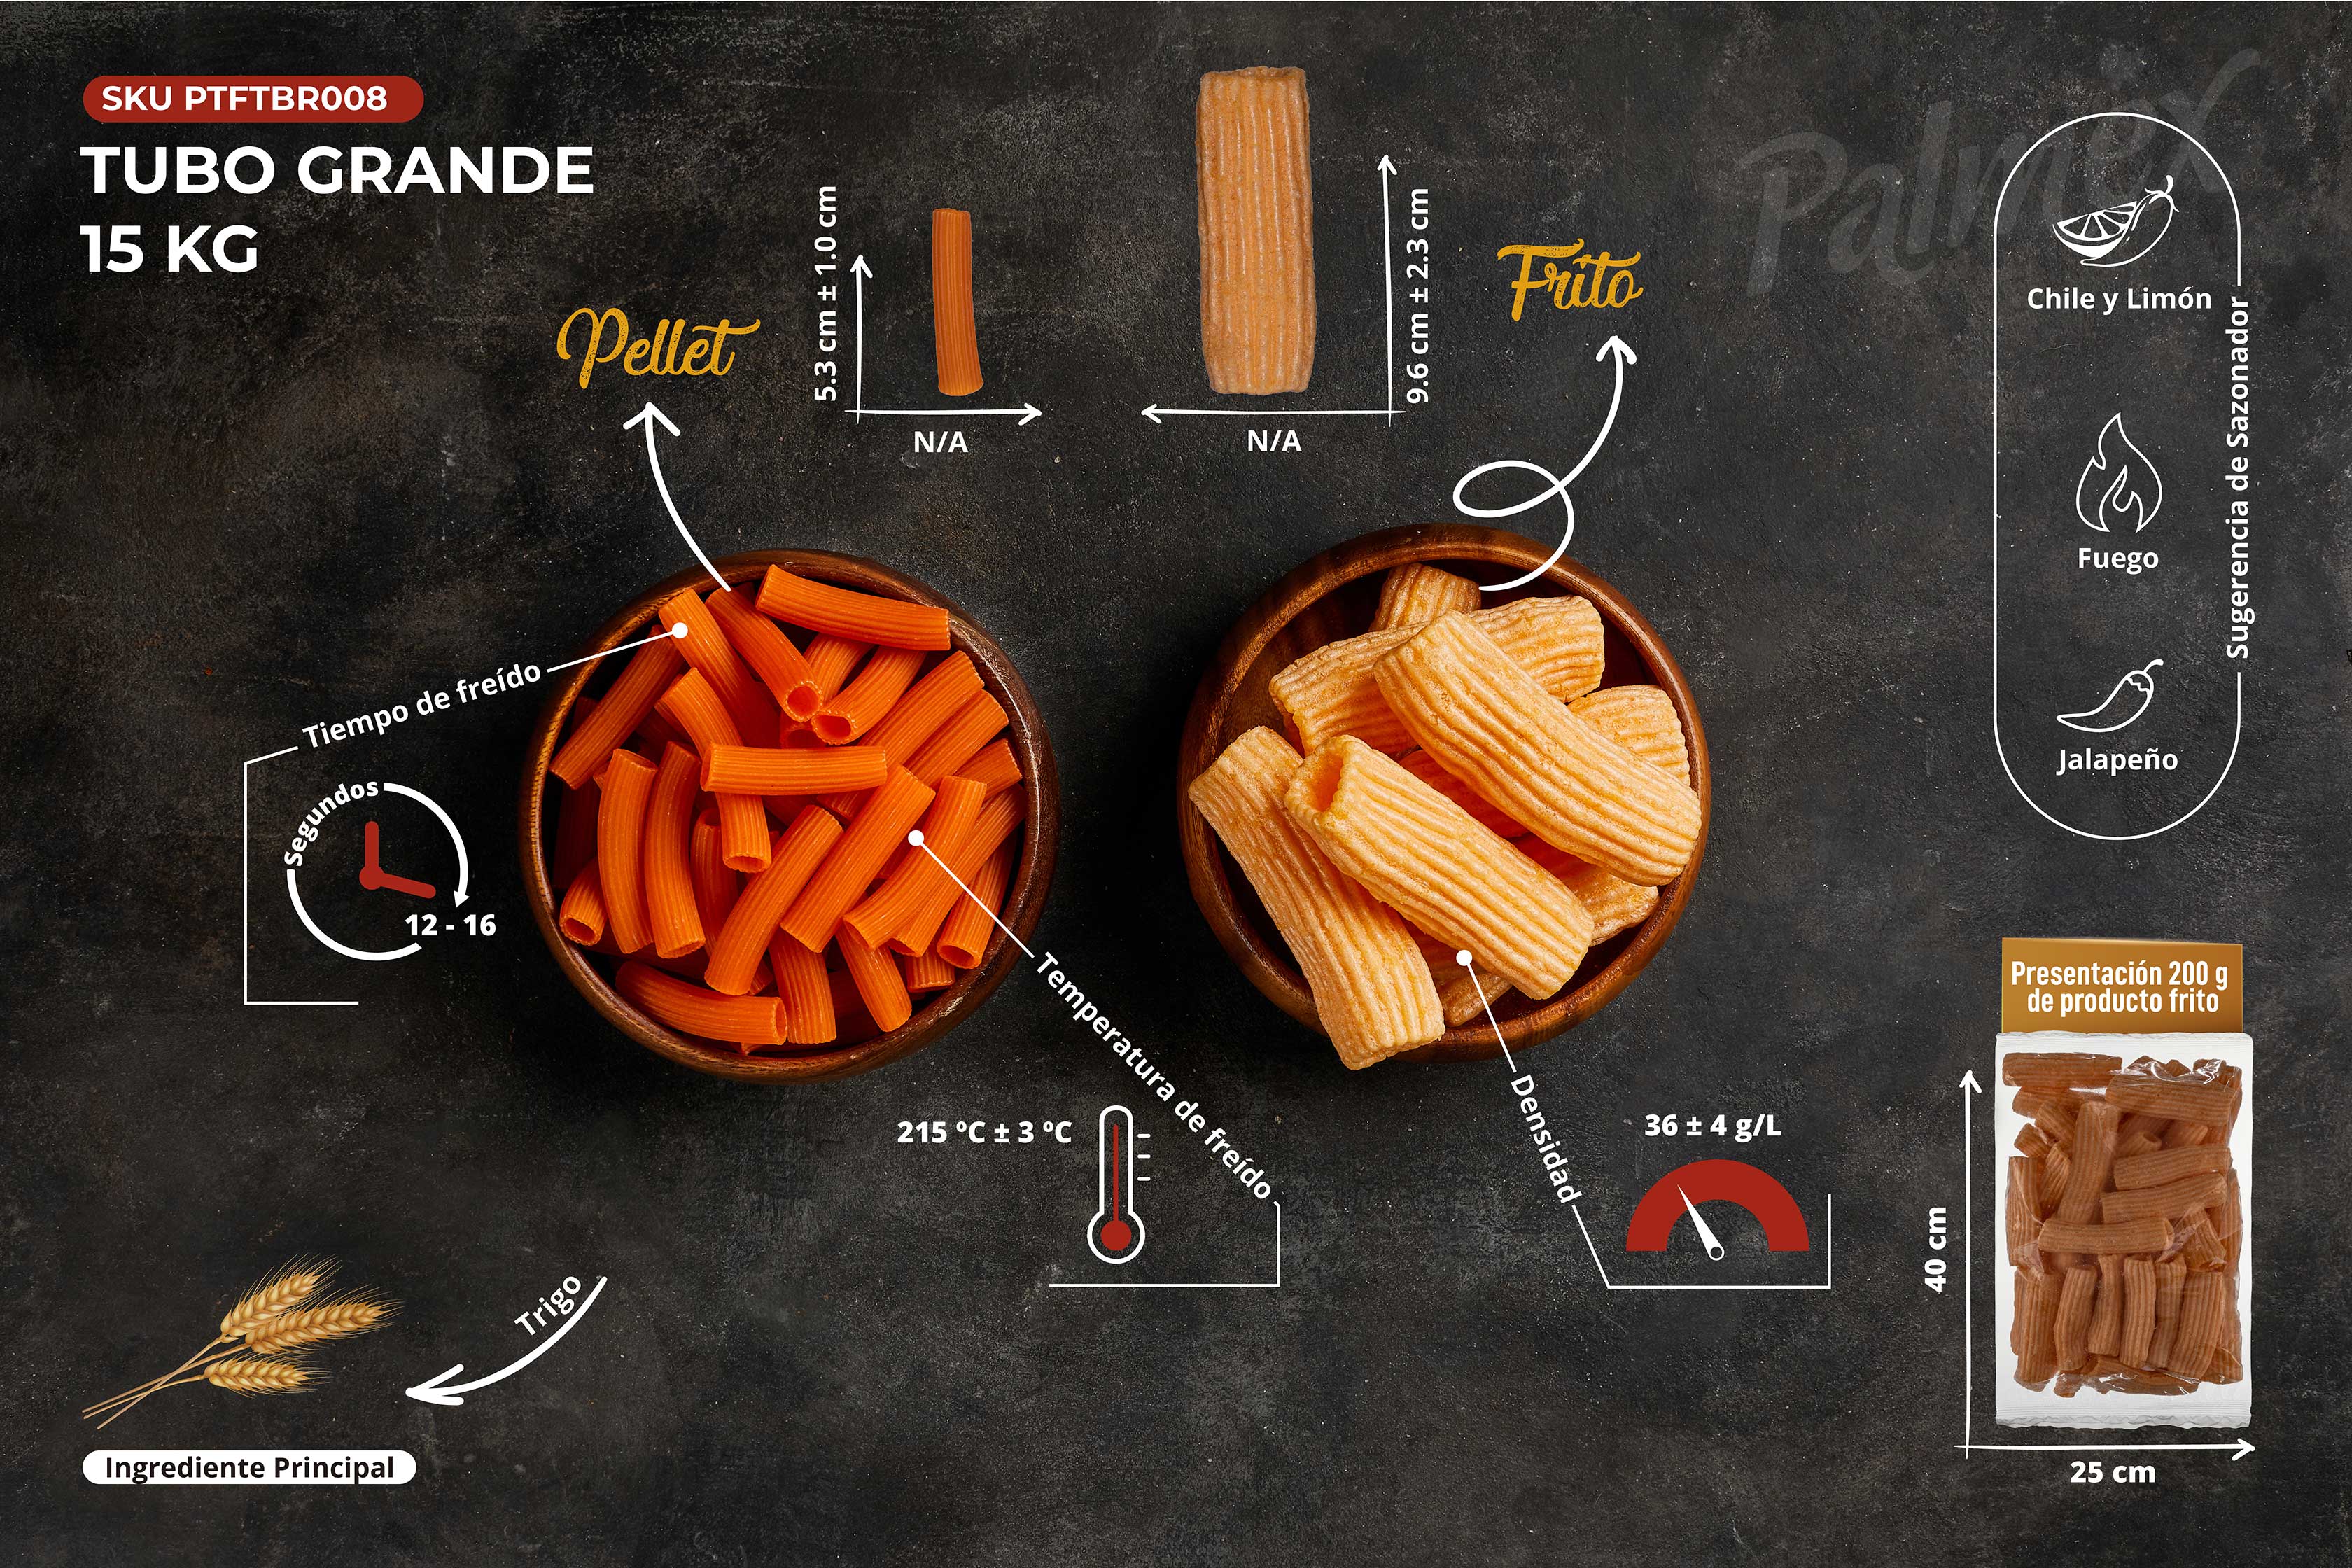 SKU PTFTBR008
TUBO GRANDE
15 KG
Palmex
Pellet
5.3 cm ± 1.0 cm
N/A
N/A
9.6 cm ± 2.3 cm
Frito
Chile y Limón
Fuego
Jalapeño
Sugerencia de Sazonador
Tiempo de freído
Segundos
12 - 16
Temperatura de freído
215 ºC ± 3 ºC
Densidad
36 ± 4 g/L
Presentación 200 g
de producto frito
40 cm
25 cm
Trigo
Ingrediente Principal